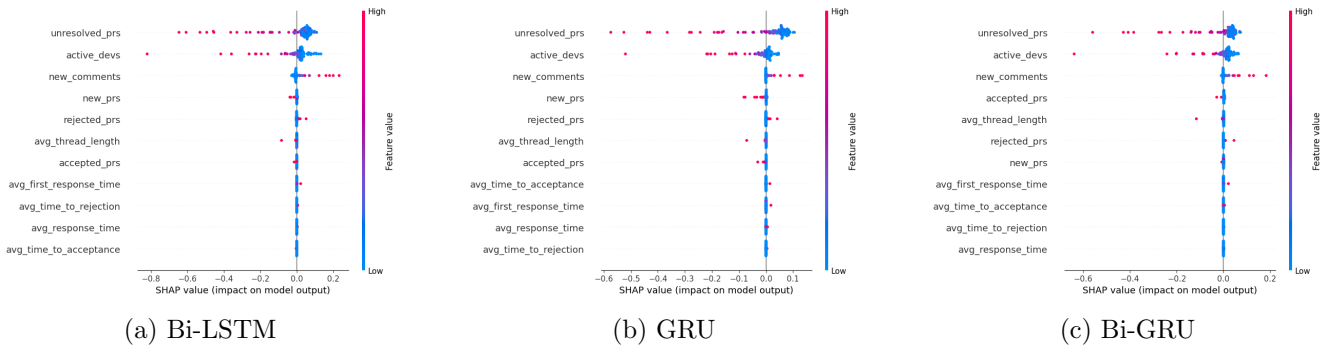 High
unresolved_prs
active_devs
new_comments
new_prs
rejected_prs
avg_thread_length
accepted_prs
avg_first_response_time
avg_time_to_rejection
avg_response_time
avg_time_to_acceptance
Feature value
Low
−0.8 −0.6 −0.4 −0.2 0.0 0.2
SHAP value (impact on model output)
(a) Bi-LSTM
High
unresolved_prs
active_devs
new_comments
new_prs
rejected_prs
avg_thread_length
accepted_prs
avg_time_to_acceptance
avg_first_response_time
avg_response_time
avg_time_to_rejection
Feature value
Low
−0.6 −0.5 −0.4 −0.3 −0.2 −0.1 0.0 0.1
SHAP value (impact on model output)
(b) GRU
High
unresolved_prs
active_devs
new_comments
accepted_prs
avg_thread_length
rejected_prs
new_prs
avg_first_response_time
avg_time_to_acceptance
avg_time_to_rejection
avg_response_time
Feature value
Low
−0.6 −0.4 −0.2 0.0 0.2
SHAP value (impact on model output)
(c) Bi-GRU